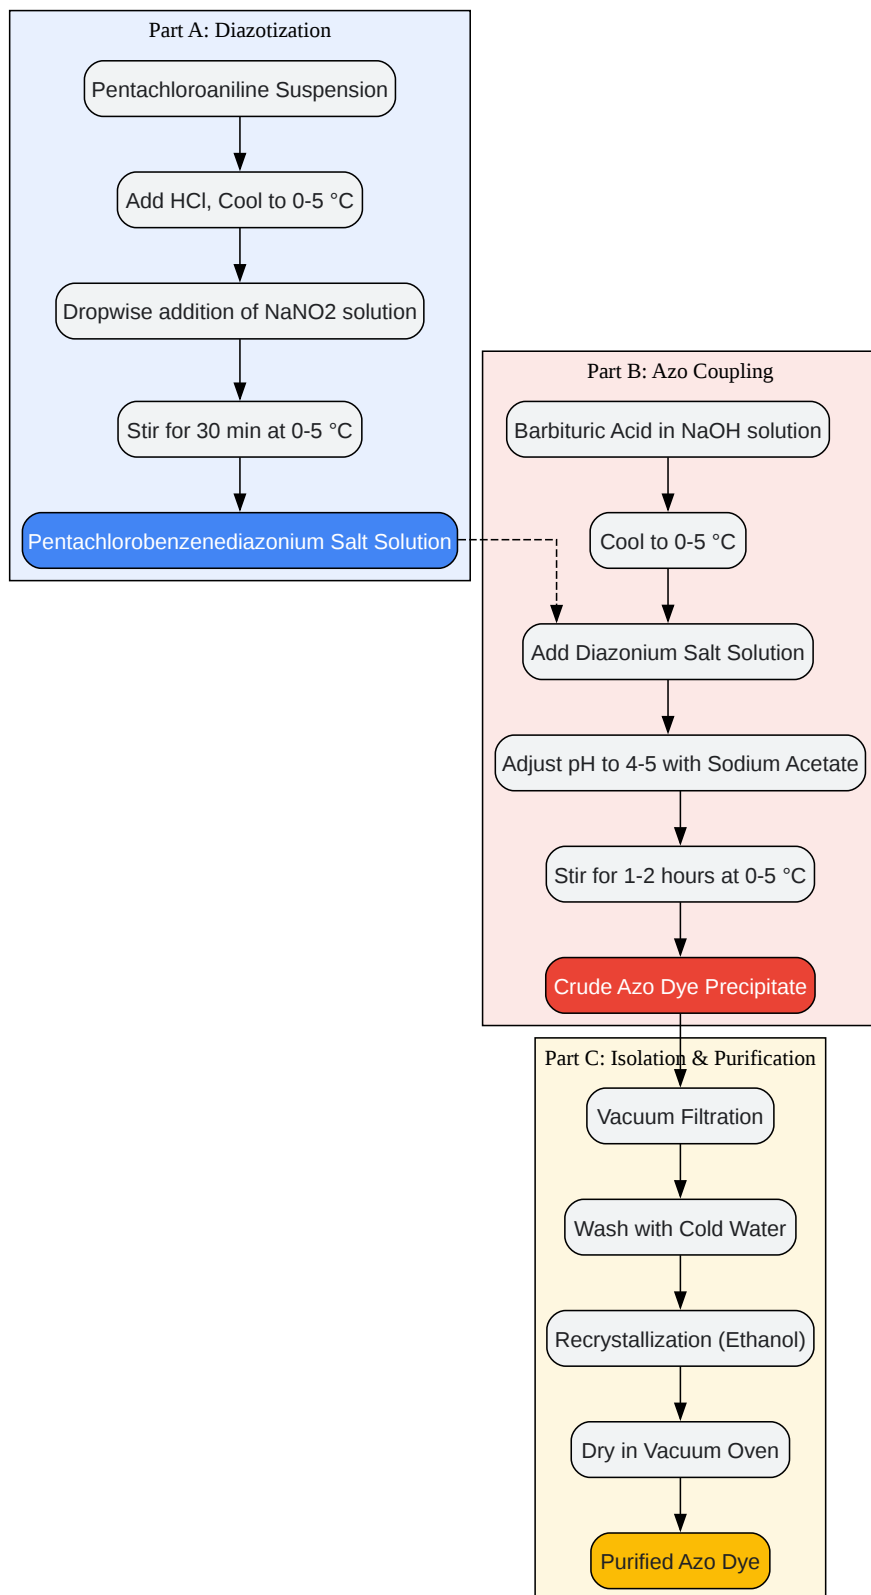 Part A: Diazotization
Pentachloroaniline Suspension
Add HCl, Cool to 0-5 °C
Dropwise addition of NaNO2 solution
Stir for 30 min at 0-5 °C
Pentachlorobenzenediazonium Salt Solution
Part B: Azo Coupling
Barbituric Acid in NaOH solution
Cool to 0-5 °C
Add Diazonium Salt Solution
Adjust pH to 4-5 with Sodium Acetate
Stir for 1-2 hours at 0-5 °C
Crude Azo Dye Precipitate
Part C: Isolation & Purification
Vacuum Filtration
Wash with Cold Water
Recrystallization (Ethanol)
Dry in Vacuum Oven
Purified Azo Dye